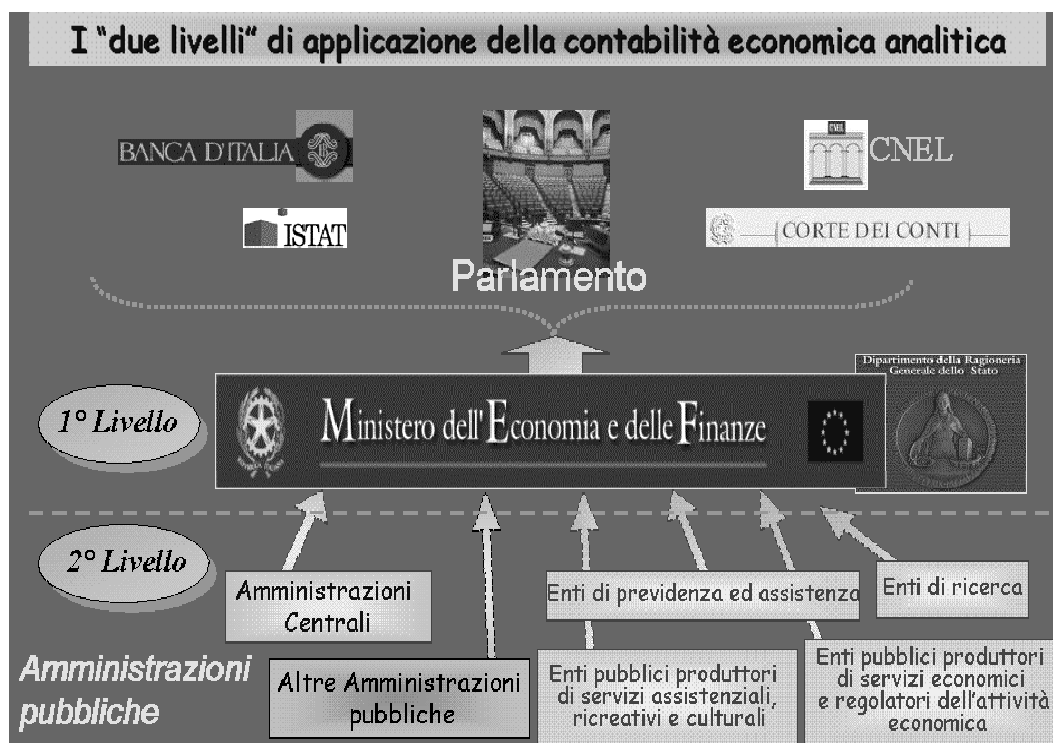 I “due livelli” di applicazione della contabilità economica analitica
BANCA D'ITALIA
CNEL
CNEL
ISTAT
CORTE DEI CONTI
Parlamento
Dipartimento della Ragioneria
Generale dello Stato
1° Livello
Ministero dell'Economia e delle Finanze
2° Livello
Amministrazioni
Centrali
Enti di previdenza ed assistenza
Enti di ricerca
Amministrazioni
pubbliche
Altre Amministrazioni
pubbliche
Enti pubblici produttori
di servizi assistenziali,
ricreativi e culturali
Enti pubblici produttori
di servizi economici
e regolatori dell'attività
economica